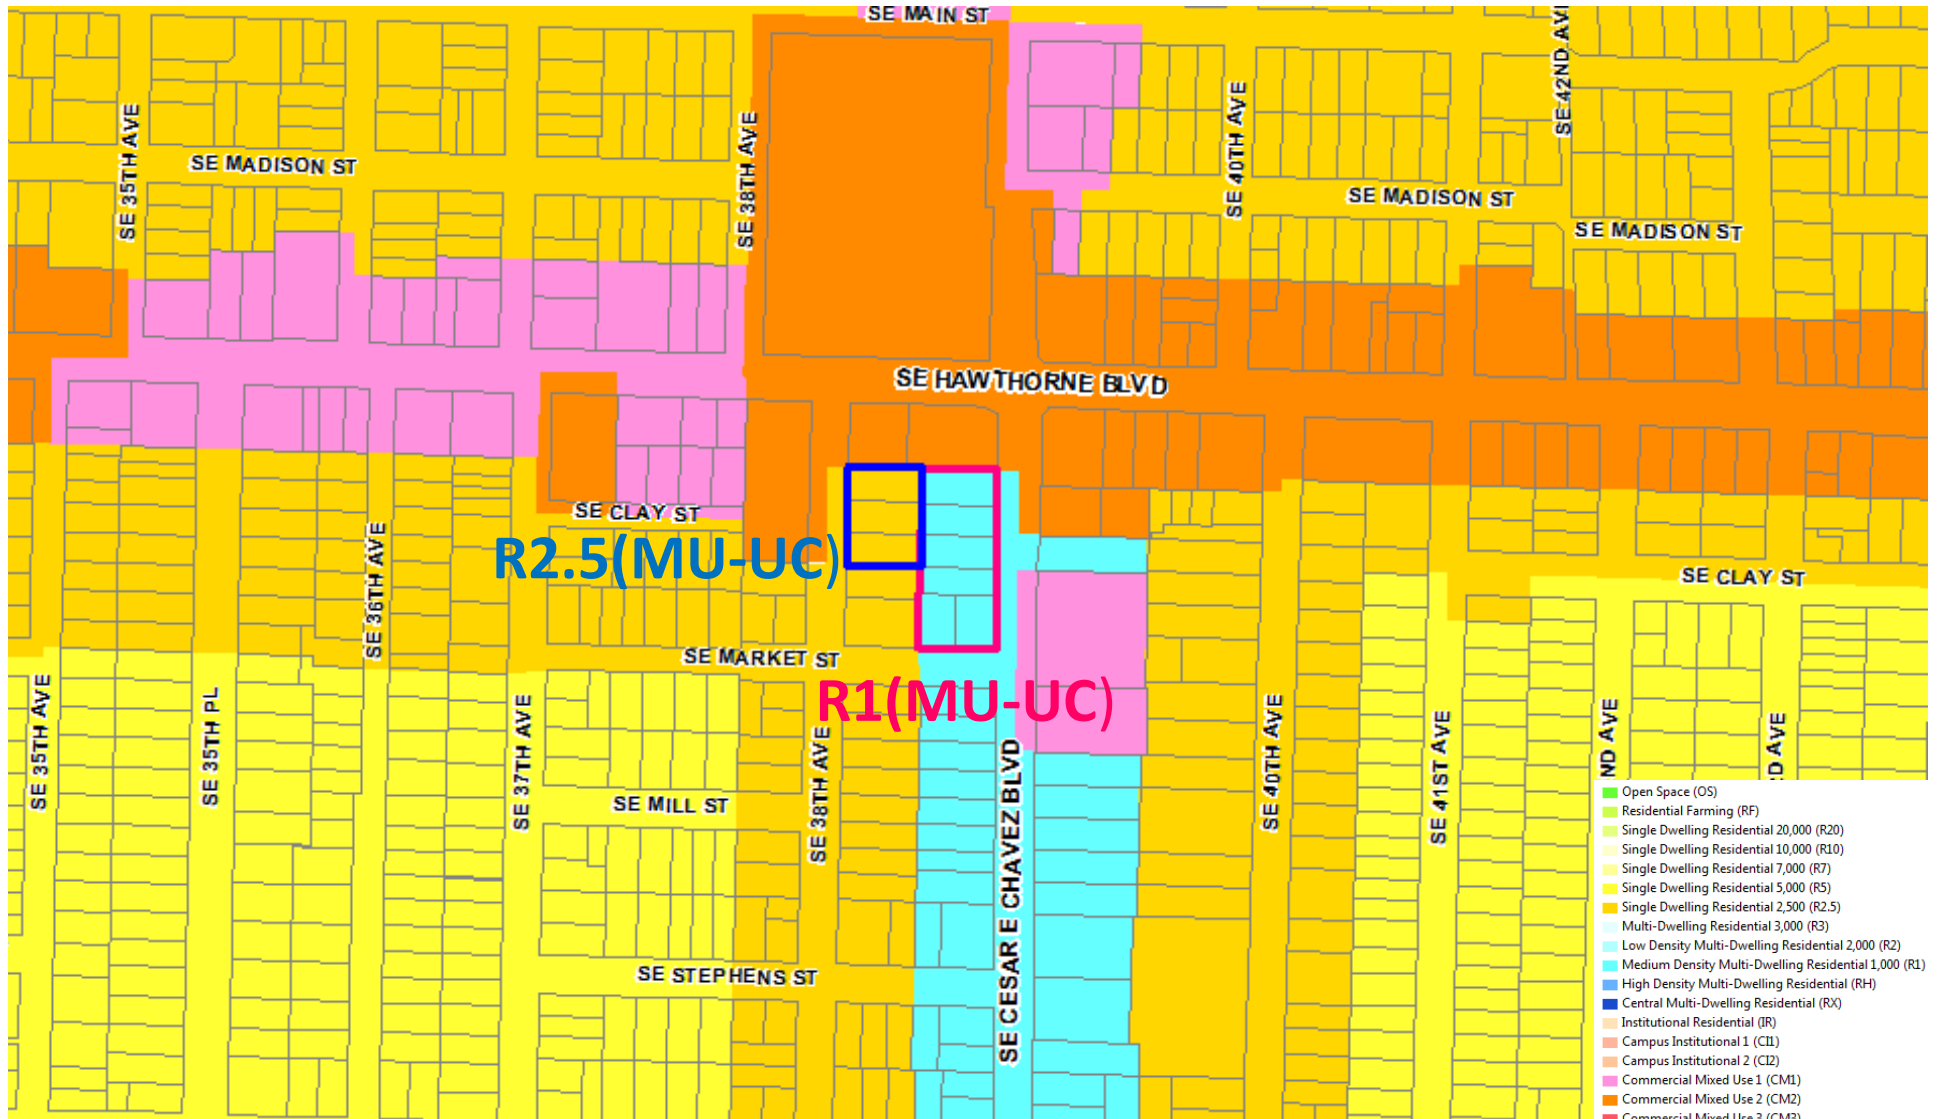 SE MAIN ST
SE 42ND AVE
SE 35TH AVE
SE MADISON ST
SE 38TH AVE
SE 40TH AVE
SE MADISON ST
SE MADISON ST
SE HAWTHORNE BLVD
SE CLAY ST
R2.5(MU-UC)
SE 36TH AVE
SE CLAY ST
SE MARKET ST
R1(MU-UC)
SE 35TH AVE
SE 35TH PL
SE 37TH AVE
SE 38TH AVE
SE CESAR E CHAVEZ BLVD
SE 40TH AVE
SE 41ST AVE
ND AVE
D AVE
SE MILL ST
SE STEPHENS ST
Open Space (OS)
Residential Farming (RF)
Single Dwelling Residential 20,000 (R20)
Single Dwelling Residential 10,000 (R10)
Single Dwelling Residential 7,000 (R7)
Single Dwelling Residential 5,000 (R5)
Single Dwelling Residential 2,500 (R2.5)
Multi-Dwelling Residential 3,000 (R3)
Low Density Multi-Dwelling Residential 2,000 (R2)
Medium Density Multi-Dwelling Residential 1,000 (R1)
High Density Multi-Dwelling Residential (RH)
Central Multi-Dwelling Residential (RX)
Institutional Residential (IR)
Campus Institutional 1 (CI1)
Campus Institutional 2 (CI2)
Commercial Mixed Use 1 (CM1)
Commercial Mixed Use 2 (CM2)
Commercial Mixed Use 3 (CM3)